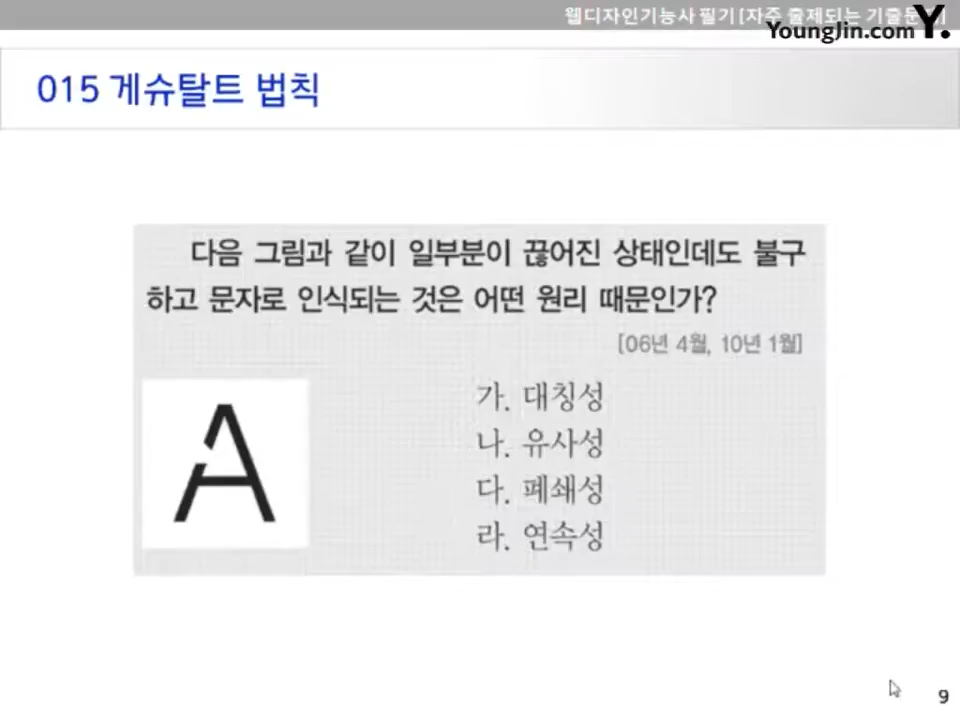 웹디자인기능사 필기 [자주 출제되는 기출문제]
YoungJin.com Y.
015 게슈탈트 법칙
다음 그림과 같이 일부분이 끊어진 상태인데도 불구
하고 문자로 인식되는 것은 어떤 원리 때문인가?
[06년 4월, 10년 1월]
A
가. 대칭성
나. 유사성
다. 폐쇄성
라. 연속성
9